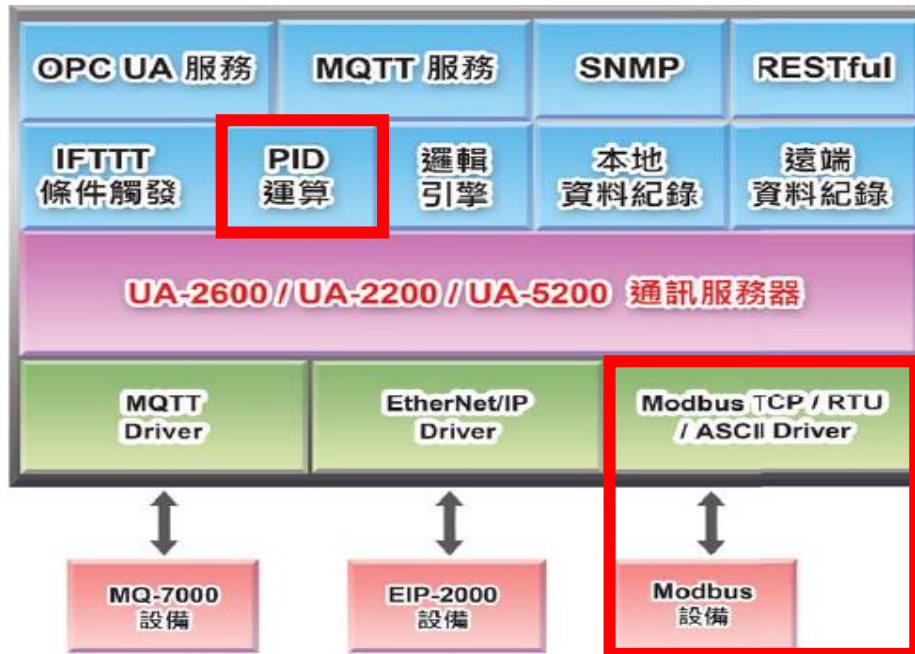 OPC UA 服務
MQTT 服務
SNMP
RESTful
IFTTT
條件觸發
PID
運算
邏輯
引擎
本地
資料紀錄
遠端
資料紀錄
UA-2600 / UA-2200 / UA-5200 通訊服務器
MQTT
Driver
EtherNet/IP
Driver
Modbus TCP / RTU
/ ASCII Driver
MQ-7000
設備
EIP-2000
設備
Modbus
設備